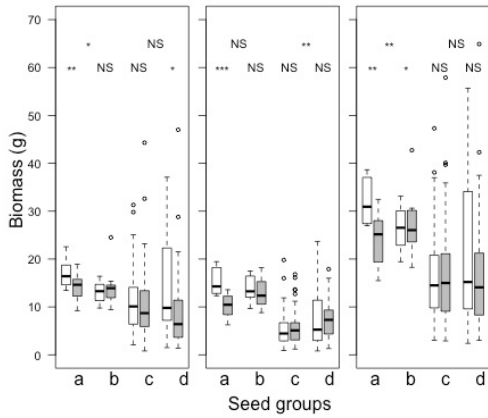 Biomass (g)
70
60
50
40
30
20
10
0
* NS
** NS NS *
a b c d
NS **
*** NS NS NS
a b c d
** NS
** * NS NS
a b c d
Seed groups